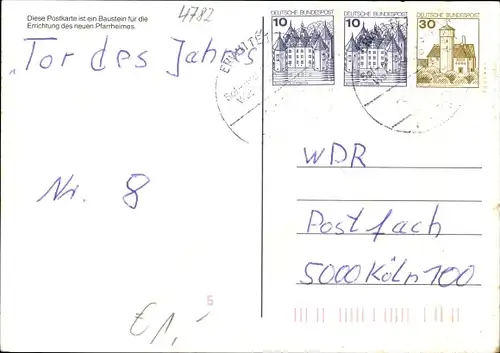 Diese Postkarte ist ein Baustein für die
Errichtung des neuen Pfarrheimes.
4782
"Tor des Jahres
Nr. 8
€1,-
5
DEUTSCHE BUNDESPOST
10
DEUTSCHE BUNDESPOST
10
DEUTSCHE BUNDESPOST
30
WDR
Postfach
5000 Köln 100